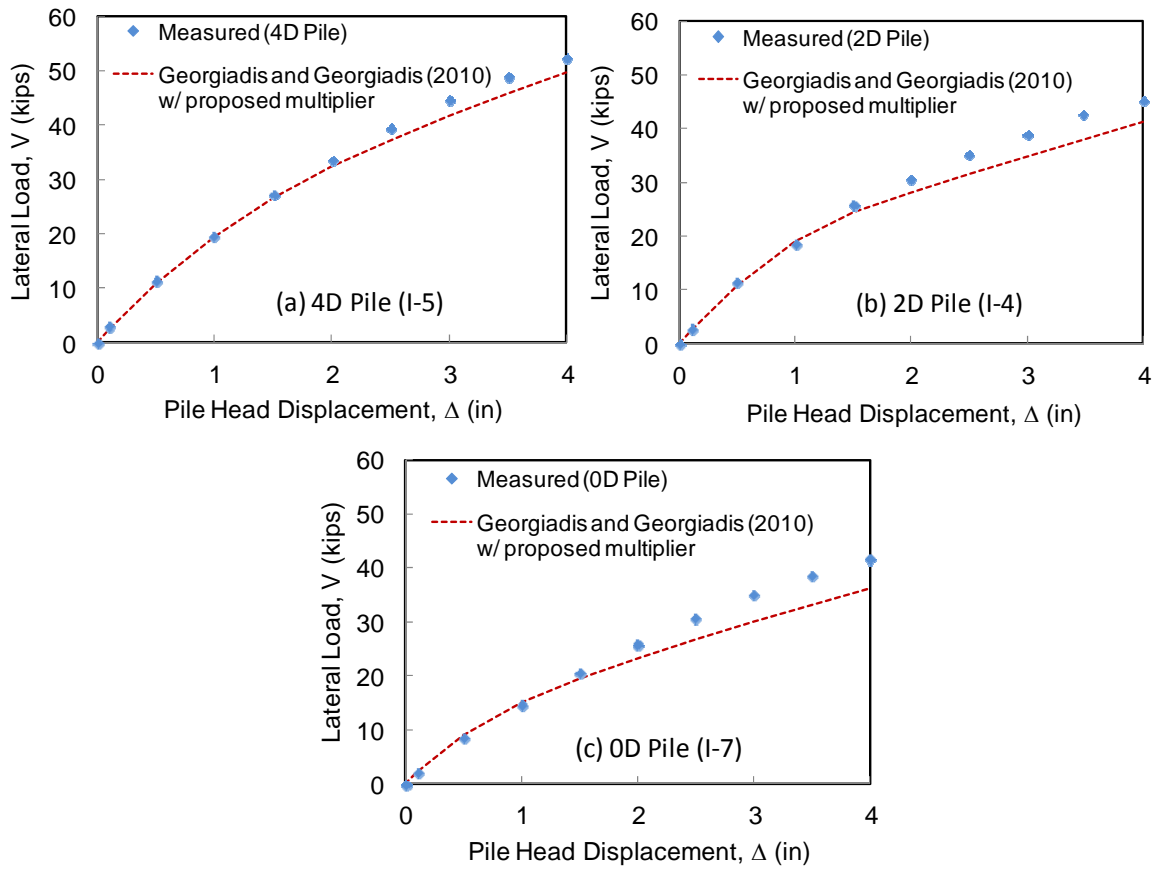 60
50
40
30
20
10
0
Lateral Load, V (kips)
Measured (4D Pile)
Georgiadis and Georgiadis (2010)
w/ proposed multiplier
(a) 4D Pile (I-5)
0 1 2 3 4
Pile Head Displacement, Δ (in)
60
50
40
30
20
10
0
Lateral Load, V (kips)
Measured (2D Pile)
Georgiadis and Georgiadis (2010)
w/ proposed multiplier
(b) 2D Pile (I-4)
0 1 2 3 4
Pile Head Displacement, Δ (in)
60
50
40
30
20
10
0
Lateral Load, V (kips)
Measured (0D Pile)
Georgiadis and Georgiadis (2010)
w/ proposed multiplier
(c) 0D Pile (I-7)
0 1 2 3 4
Pile Head Displacement, Δ (in)